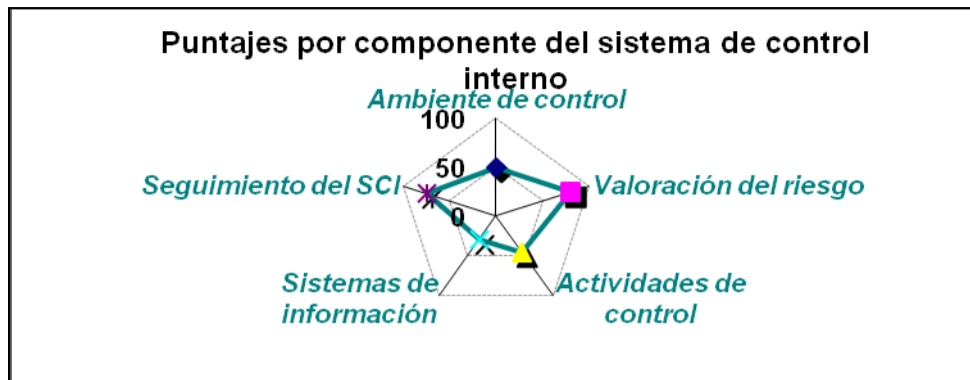 Puntajes por componente del sistema de control
interno
Ambiente de control
100
50
0
Seguimiento del SCI
Valoración del riesgo
Sistemas de
información
Actividades de
control